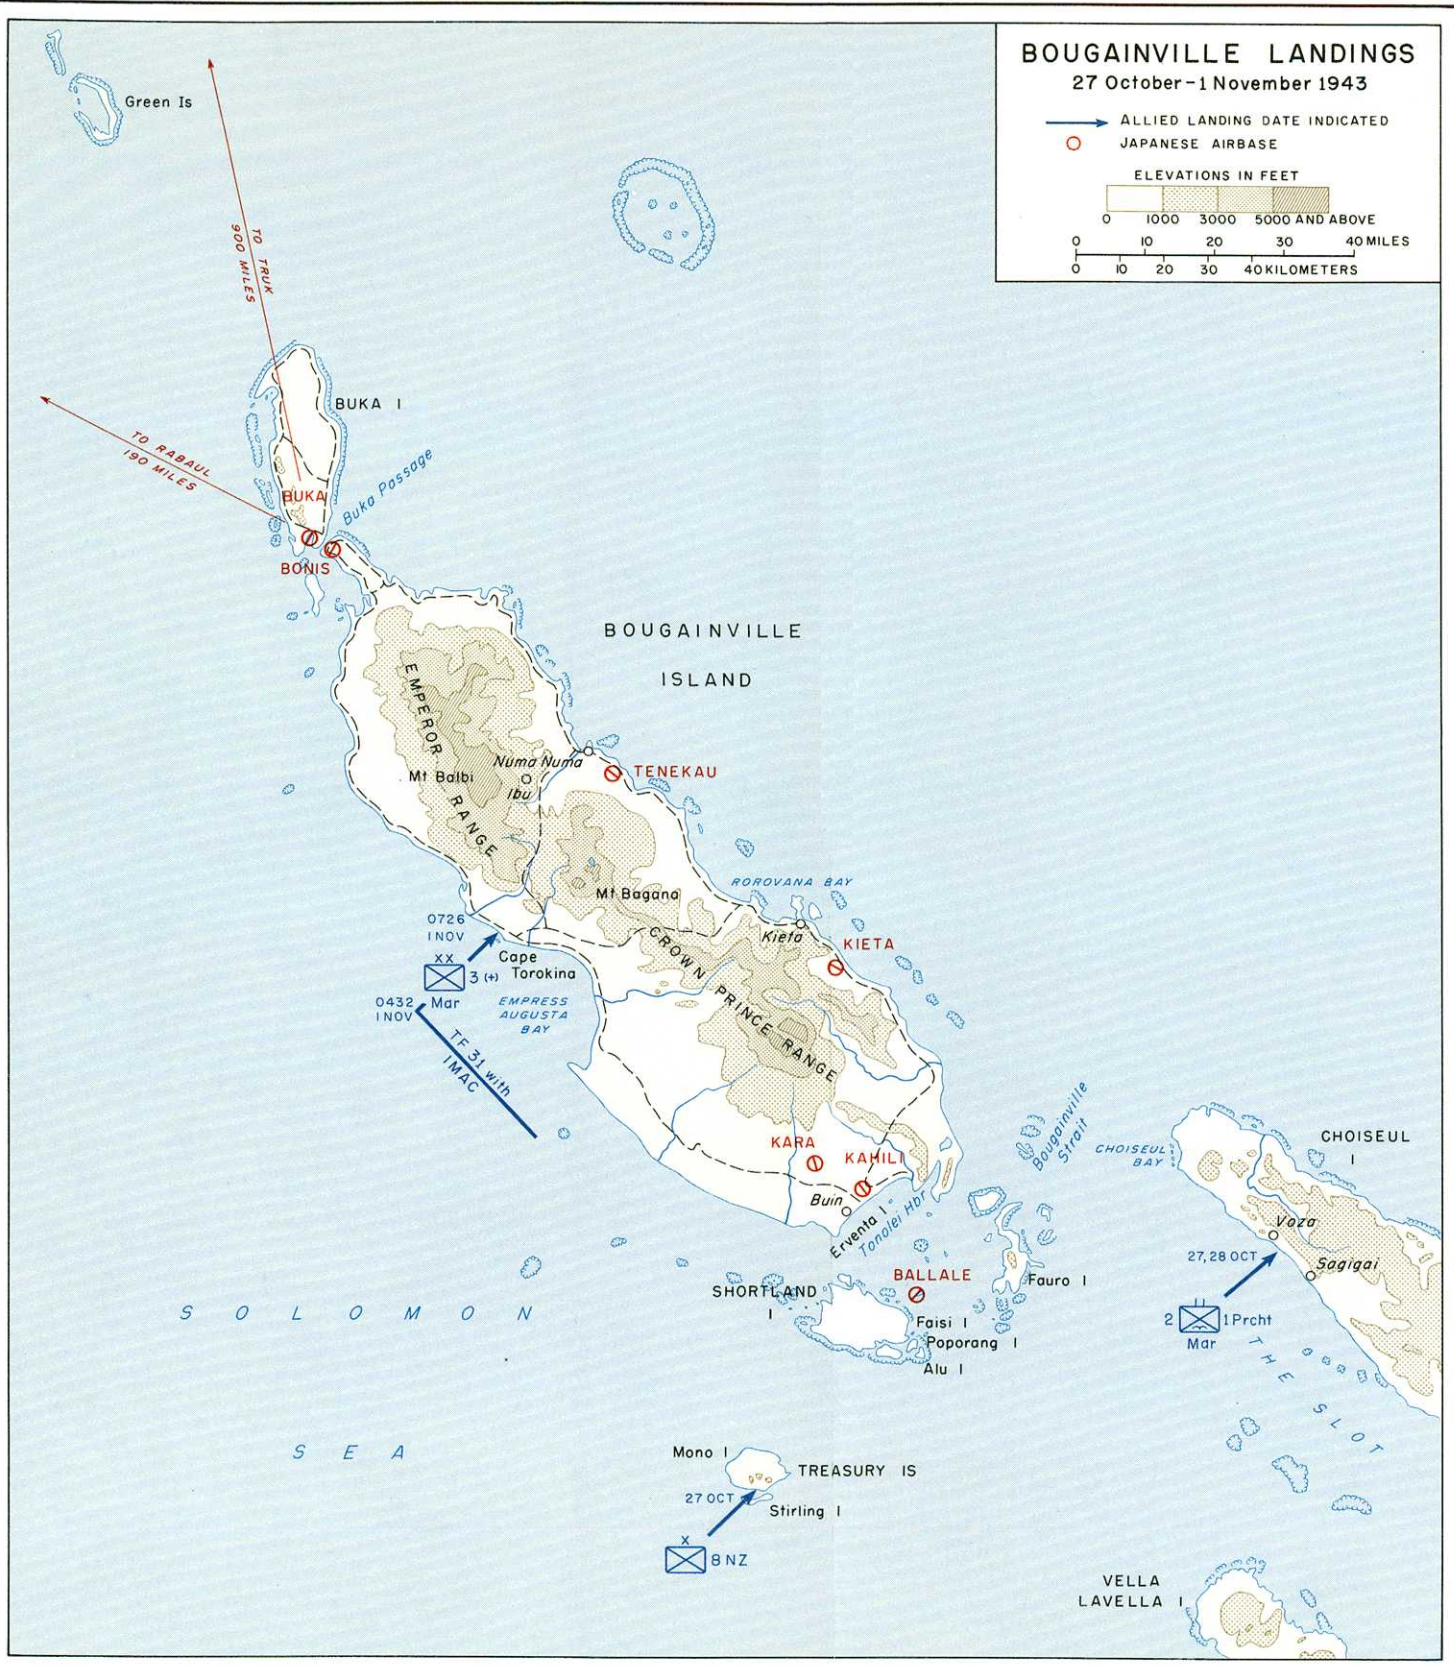 BOUGAINVILLE LANDINGS
27 October-1 November 1943
ALLIED LANDING DATE INDICATED
JAPANESE AIRBASE
ELEVATIONS IN FEET
0 1000 3000 5000 AND ABOVE
0 10 20 30 40 MILES
0 10 20 30 40 KILOMETERS
Green Is
TO TRUK
900 MILES
BUKA I
TO RABAUL
190 MILES
BUKA
Buka Passage
BONIS
BOUGAINVILLE
ISLAND
EMPEROR RANGE
Mt Balbi
Numa Numa
Ibu
TENEKAU
Mt Bagana
ROROVANA BAY
Kieta
KIETA
CROWN PRINCE RANGE
0726
1 NOV
XX
3 (+)
Mar
Cape
Torokina
0432
1 NOV
EMPRESS
AUGUSTA
BAY
TF 31 with
IMAC
KARA
KAHILI
Buin
Erventa I
Tonolei Hbr
Bougainville
Strait
CHOISEUL
BAY
CHOISEUL
I
Voza
27, 28 OCT
Sagigai
2
II
1 Prcht
Mar
THE SLOT
BALLALE
SHORTLAND
I
Fauro I
Faisi I
Poporang I
Alu I
SOLOMON
SEA
Mono I
TREASURY IS
27 OCT
Stirling I
X
8 NZ
VELLA
LAVELLA I